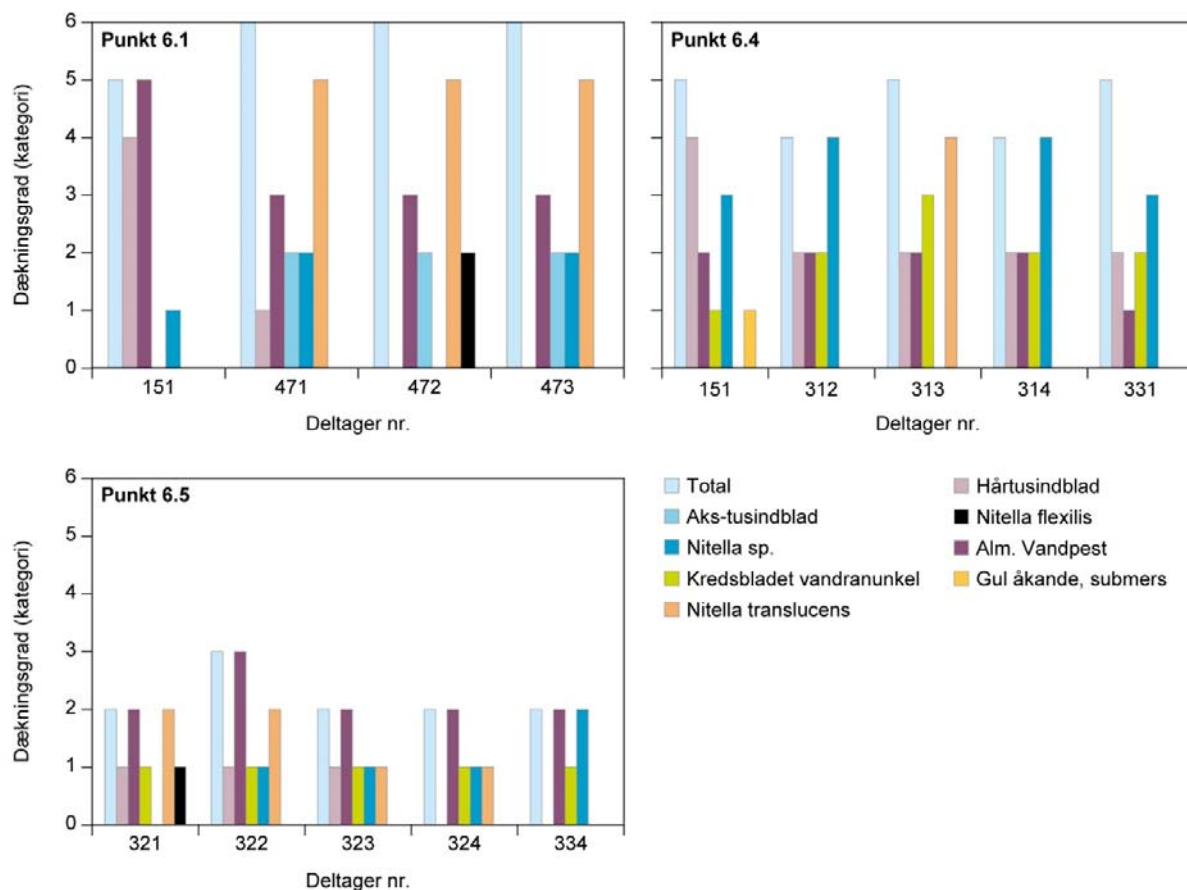 Punkt 6.1
Dækningsgrad (kategori)
6
5
4
3
2
1
0
151 471 472 473
Deltager nr.
Punkt 6.4
151 312 313 314 331
Deltager nr.
Punkt 6.5
Dækningsgrad (kategori)
6
5
4
3
2
1
0
321 322 323 324 334
Deltager nr.
Total
Aks-tusindblad
Nitella sp.
Kredsbladet vandranunkel
Nitella translucens
Hårtusindblad
Nitella flexilis
Alm. Vandpest
Gul åkande, submers